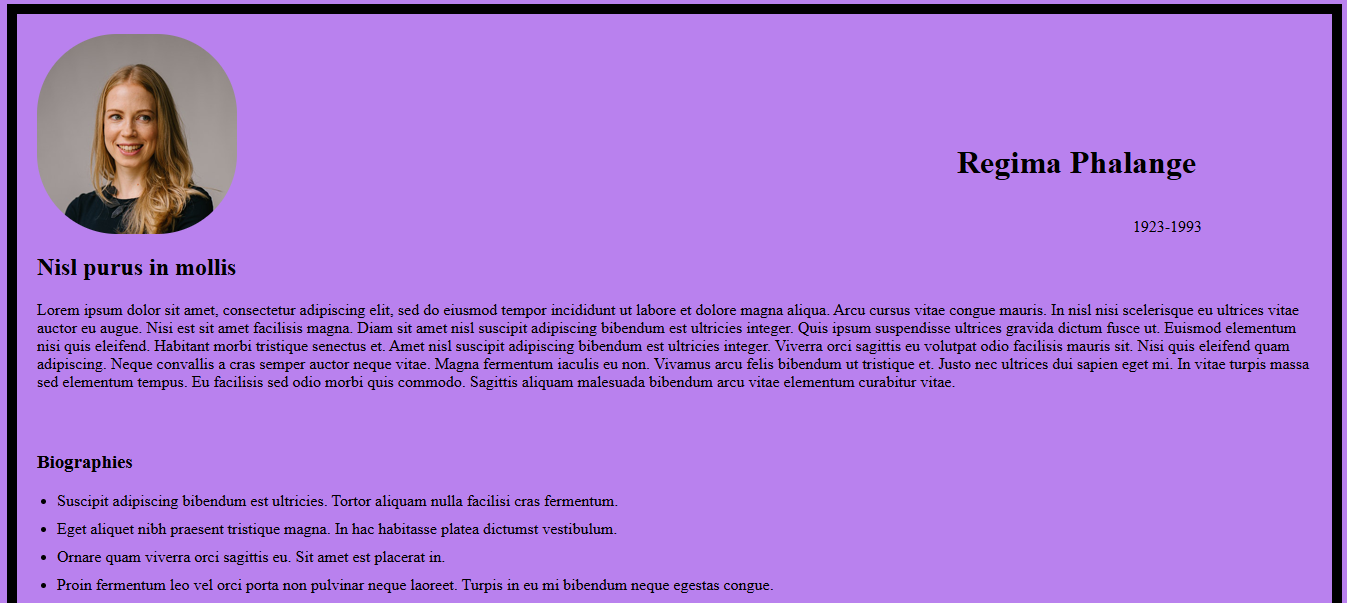 Regima Phalange
1923-1993
Nisl purus in mollis
Lorem ipsum dolor sit amet, consectetur adipiscing elit, sed do eiusmod tempor incididunt ut labore et dolore magna aliqua. Arcu cursus vitae congue mauris. In nisl nisi scelerisque eu ultrices vitae
auctor eu augue. Nisi est sit amet facilisis magna. Diam sit amet nisl suscipit adipiscing bibendum est ultricies integer. Quis ipsum suspendisse ultrices gravida dictum fusce ut. Euismod elementum
nisi quis eleifend. Habitant morbi tristique senectus et. Amet nisl suscipit adipiscing bibendum est ultricies integer. Viverra orci sagittis eu volutpat odio facilisis mauris sit. Nisi quis eleifend quam
adipiscing. Neque convallis a cras semper auctor neque vitae. Magna fermentum iaculis eu non. Vivamus arcu felis bibendum ut tristique et. Justo nec ultrices dui sapien eget mi. In vitae turpis massa
sed elementum tempus. Eu facilisis sed odio morbi quis commodo. Sagittis aliquam malesuada bibendum arcu vitae elementum curabitur vitae.
Biographies
• Suscipit adipiscing bibendum est ultricies. Tortor aliquam nulla facilisi cras fermentum.
• Eget aliquet nibh praesent tristique magna. In hac habitasse platea dictumst vestibulum.
• Ornare quam viverra orci sagittis eu. Sit amet est placerat in.
• Proin fermentum leo vel orci porta non pulvinar neque laoreet. Turpis in eu mi bibendum neque egestas congue.